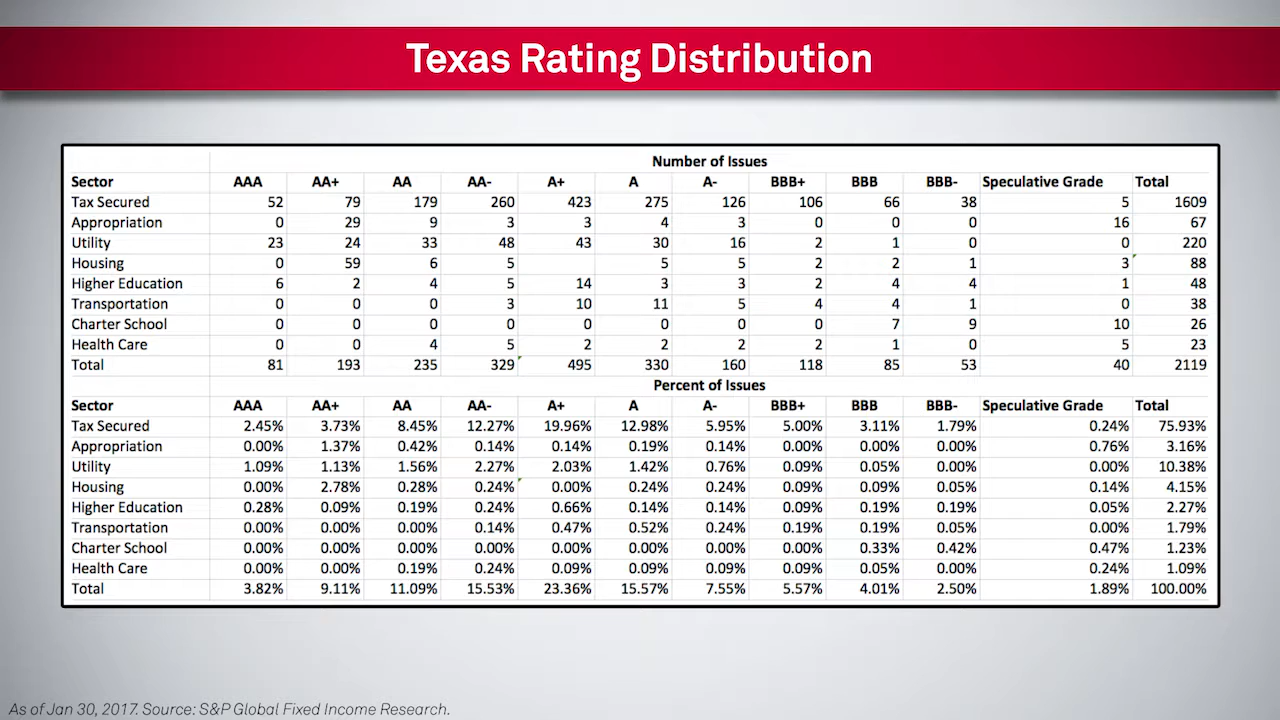 Texas Rating Distribution
Number of Issues
Sector AAA AA+ AA AA- A+ A A- BBB+ BBB BBB- Speculative Grade Total
Tax Secured 52 79 179 260 423 275 126 106 66 38 5 1609
Appropriation 0 29 9 3 3 4 3 0 0 0 16 67
Utility 23 24 33 48 43 30 16 2 1 0 0 220
Housing 0 59 6 5 5 5 2 2 1 3 88
Higher Education 6 2 4 5 14 3 3 2 4 4 1 48
Transportation 0 0 0 3 10 11 5 4 4 1 0 38
Charter School 0 0 0 0 0 0 0 0 7 9 10 26
Health Care 0 0 4 5 2 2 2 2 1 0 5 23
Total 81 193 235 329 495 330 160 118 85 53 40 2119
Percent of Issues
Sector AAA AA+ AA AA- A+ A A- BBB+ BBB BBB- Speculative Grade Total
Tax Secured 2.45% 3.73% 8.45% 12.27% 19.96% 12.98% 5.95% 5.00% 3.11% 1.79% 0.24% 75.93%
Appropriation 0.00% 1.37% 0.42% 0.14% 0.14% 0.19% 0.14% 0.00% 0.00% 0.00% 0.76% 3.16%
Utility 1.09% 1.13% 1.56% 2.27% 2.03% 1.42% 0.76% 0.09% 0.05% 0.00% 0.00% 10.38%
Housing 0.00% 2.78% 0.28% 0.24% 0.00% 0.24% 0.24% 0.09% 0.09% 0.05% 0.14% 4.15%
Higher Education 0.28% 0.09% 0.19% 0.24% 0.66% 0.14% 0.14% 0.09% 0.19% 0.19% 0.05% 2.27%
Transportation 0.00% 0.00% 0.00% 0.14% 0.47% 0.52% 0.24% 0.19% 0.19% 0.05% 0.00% 1.79%
Charter School 0.00% 0.00% 0.00% 0.00% 0.00% 0.00% 0.00% 0.00% 0.33% 0.42% 0.47% 1.23%
Health Care 0.00% 0.00% 0.19% 0.24% 0.09% 0.09% 0.09% 0.09% 0.05% 0.00% 0.24% 1.09%
Total 3.82% 9.11% 11.09% 15.53% 23.36% 15.57% 7.55% 5.57% 4.01% 2.50% 1.89% 100.00%
As of Jan 30, 2017. Source: S&P Global Fixed Income Research.